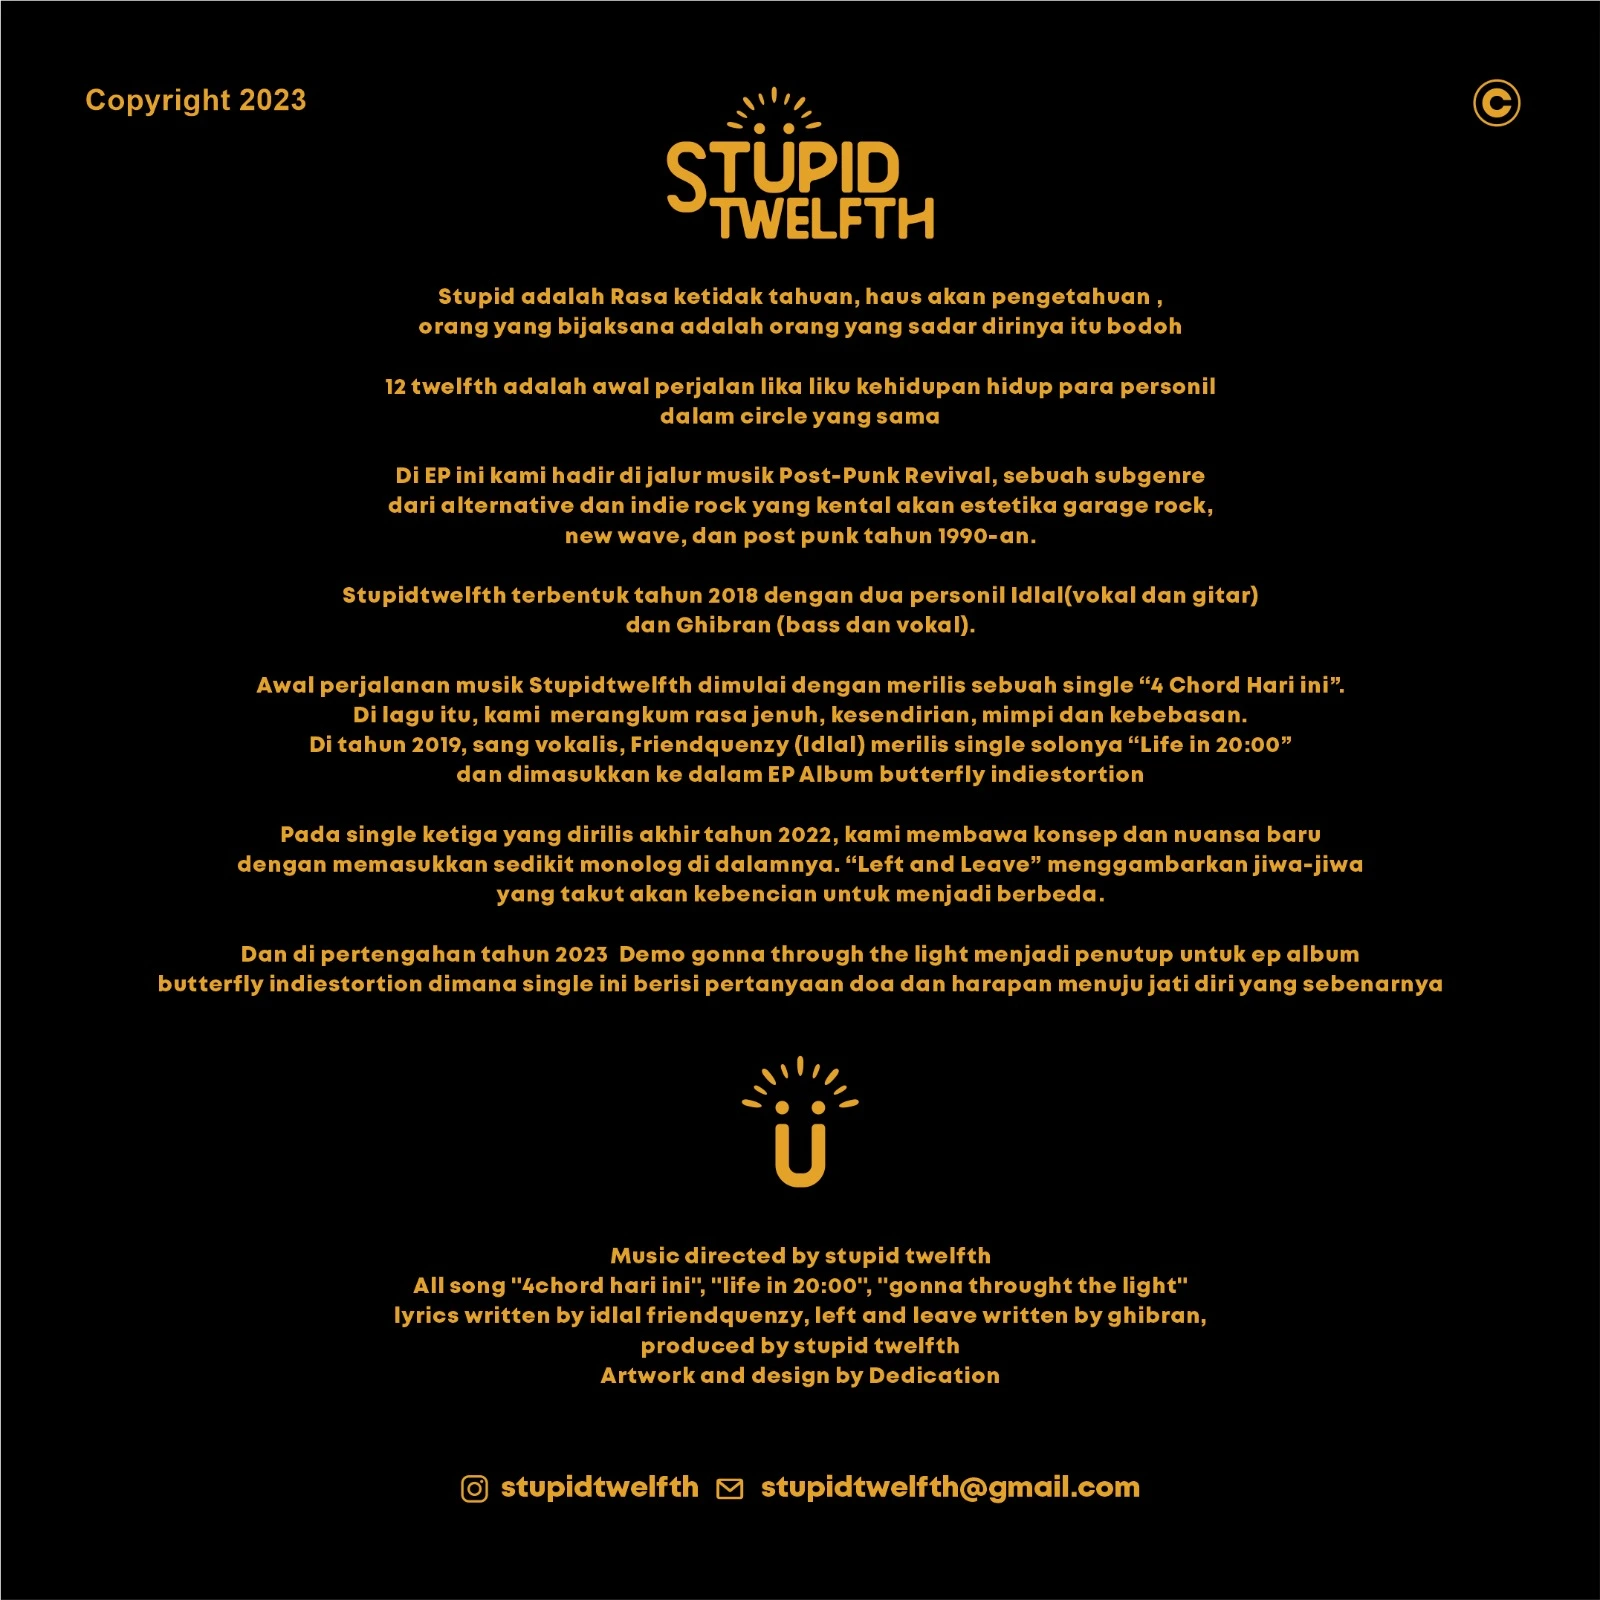 Copyright 2023
©
STUPID
TWELFTH
Stupid adalah Rasa ketidak tahuan, haus akan pengetahuan ,
orang yang bijaksana adalah orang yang sadar dirinya itu bodoh
12 twelfth adalah awal perjalan lika liku kehidupan hidup para personil
dalam circle yang sama
Di EP ini kami hadir di jalur musik Post-Punk Revival, sebuah subgenre
dari alternative dan indie rock yang kental akan estetika garage rock,
new wave, dan post punk tahun 1990-an.
Stupidtwelfth terbentuk tahun 2018 dengan dua personil Idlal(vokal dan gitar)
dan Ghibran (bass dan vokal).
Awal perjalanan musik Stupidtwelfth dimulai dengan merilis sebuah single “4 Chord Hari ini”.
Di lagu itu, kami  merangkum rasa jenuh, kesendirian, mimpi dan kebebasan.
Di tahun 2019, sang vokalis, Friendquenzy (Idlal) merilis single solonya “Life in 20:00”
dan dimasukkan ke dalam EP Album butterfly indiestortion
Pada single ketiga yang dirilis akhir tahun 2022, kami membawa konsep dan nuansa baru
dengan memasukkan sedikit monolog di dalamnya. “Left and Leave” menggambarkan jiwa-jiwa
yang takut akan kebencian untuk menjadi berbeda.
Dan di pertengahan tahun 2023  Demo gonna through the light menjadi penutup untuk ep album
butterfly indiestortion dimana single ini berisi pertanyaan doa dan harapan menuju jati diri yang sebenarnya
Ü
Music directed by stupid twelfth
All song "4chord hari ini", "life in 20:00", "gonna throught the light"
lyrics written by idlal friendquenzy, left and leave written by ghibran,
produced by stupid twelfth
Artwork and design by Dedication
stupidtwelfth stupidtwelfth@gmail.com